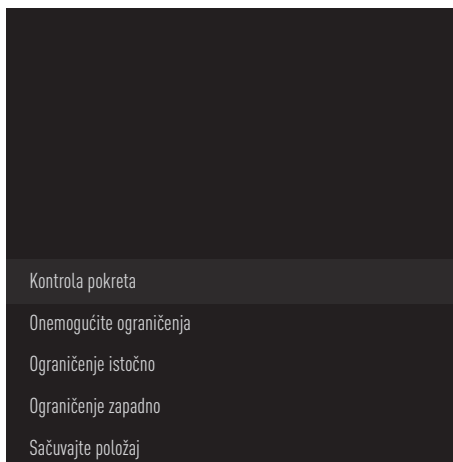 Kontrola pokreta
Onemogućite ograničenja
Ograničenje istočno
Ograničenje zapadno
Sačuvajte položaj